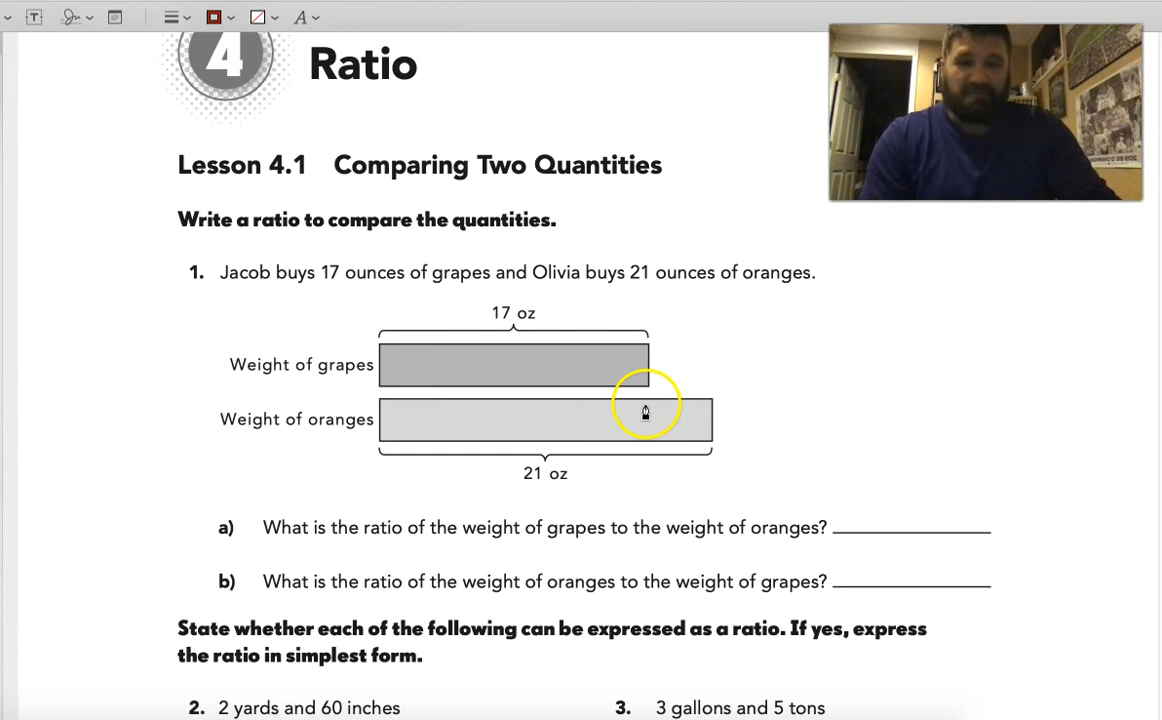 4
Ratio
Lesson 4.1 Comparing Two Quantities
Write a ratio to compare the quantities.
1. Jacob buys 17 ounces of grapes and Olivia buys 21 ounces of oranges.
17 oz
Weight of grapes
Weight of oranges
21 oz
a) What is the ratio of the weight of grapes to the weight of oranges?
b) What is the ratio of the weight of oranges to the weight of grapes?
State whether each of the following can be expressed as a ratio. If yes, express
the ratio in simplest form.
2. 2 yards and 60 inches
3. 3 gallons and 5 tons